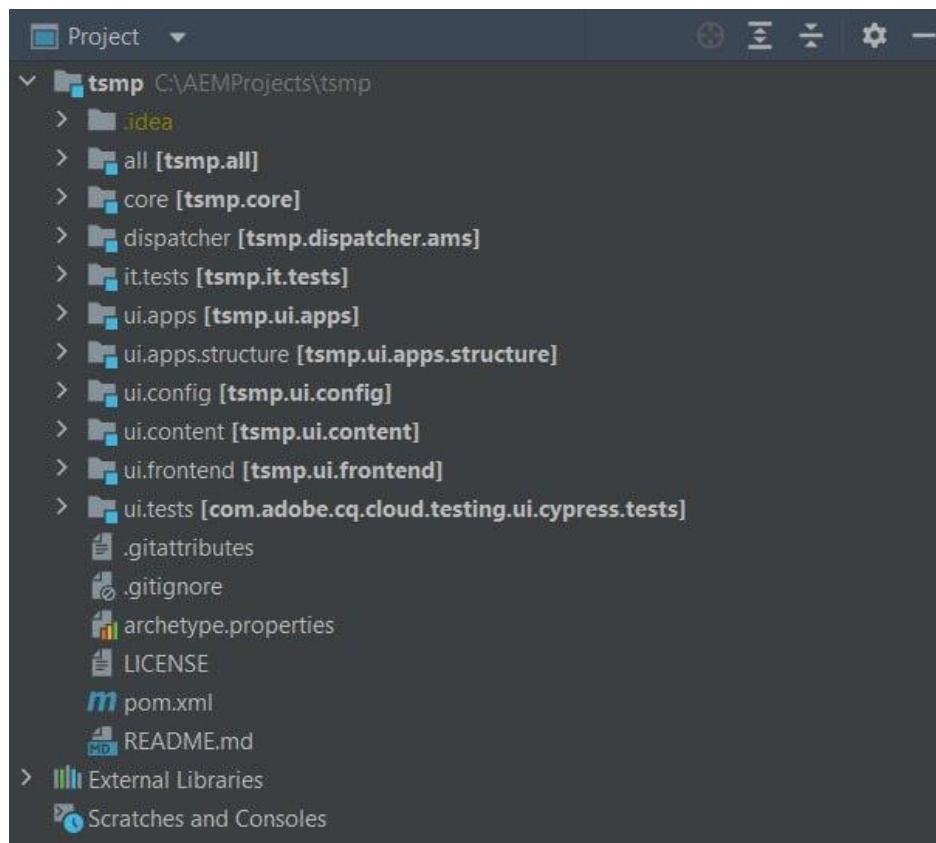 Project
tsmp C:\AEMProjects\tsmp
.idea
all [tsmp.all]
core [tsmp.core]
dispatcher [tsmp.dispatcher.ams]
it.tests [tsmp.it.tests]
ui.apps [tsmp.ui.apps]
ui.apps.structure [tsmp.ui.apps.structure]
ui.config [tsmp.ui.config]
ui.content [tsmp.ui.content]
ui.frontend [tsmp.ui.frontend]
ui.tests [com.adobe.cq.cloud.testing.ui.cypress.tests]
.gitattributes
.gitignore
archetype.properties
LICENSE
m pom.xml
MD README.md
External Libraries
Scratches and Consoles